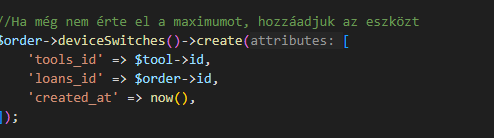 //Ha még nem érte el a maximumot, hozzáadjuk az eszközt
$order->deviceSwitches()->create(attributes: [
'tools_id' => $tool->id,
'loans_id' => $order->id,
'created_at' => now(),
]);